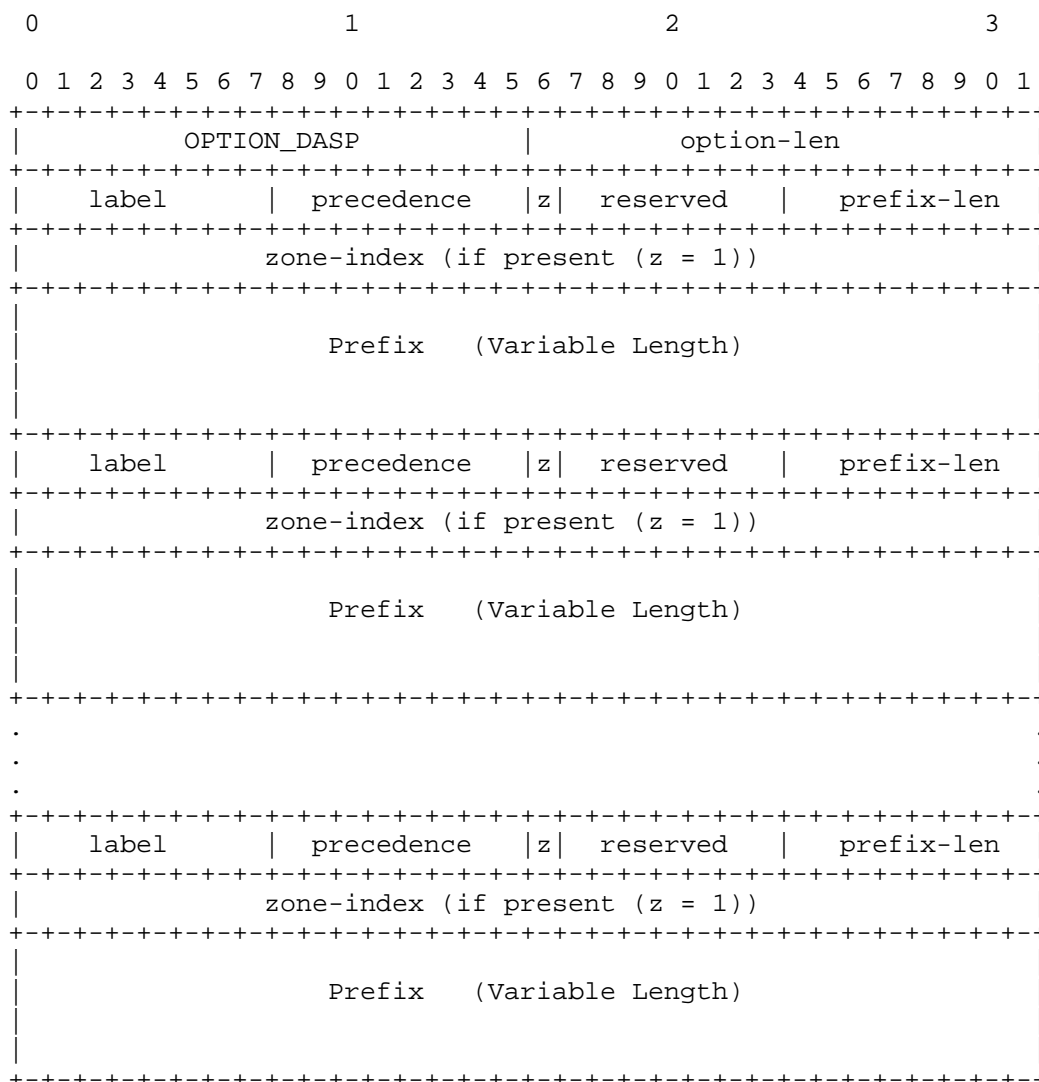 0                   1                   2                   3
0 1 2 3 4 5 6 7 8 9 0 1 2 3 4 5 6 7 8 9 0 1 2 3 4 5 6 7 8 9 0 1
+-+-+-+-+-+-+-+-+-+-+-+-+-+-+-+-+-+-+-+-+-+-+-+-+-+-+-+-+-+-+-+--
|          OPTION_DASP          |         option-len
+-+-+-+-+-+-+-+-+-+-+-+-+-+-+-+-+-+-+-+-+-+-+-+-+-+-+-+-+-+-+-+--
|    label      |  precedence   |z|  reserved   |   prefix-len
+-+-+-+-+-+-+-+-+-+-+-+-+-+-+-+-+-+-+-+-+-+-+-+-+-+-+-+-+-+-+-+--
|               zone-index (if present (z = 1))
+-+-+-+-+-+-+-+-+-+-+-+-+-+-+-+-+-+-+-+-+-+-+-+-+-+-+-+-+-+-+-+--
|
|                   Prefix   (Variable Length)
|
|
+-+-+-+-+-+-+-+-+-+-+-+-+-+-+-+-+-+-+-+-+-+-+-+-+-+-+-+-+-+-+-+--
|    label      |  precedence   |z|  reserved   |   prefix-len
+-+-+-+-+-+-+-+-+-+-+-+-+-+-+-+-+-+-+-+-+-+-+-+-+-+-+-+-+-+-+-+--
|               zone-index (if present (z = 1))
+-+-+-+-+-+-+-+-+-+-+-+-+-+-+-+-+-+-+-+-+-+-+-+-+-+-+-+-+-+-+-+--
|
|                   Prefix   (Variable Length)
|
|
+-+-+-+-+-+-+-+-+-+-+-+-+-+-+-+-+-+-+-+-+-+-+-+-+-+-+-+-+-+-+-+--
.                                                               .
.                                                               .
.                                                               .
+-+-+-+-+-+-+-+-+-+-+-+-+-+-+-+-+-+-+-+-+-+-+-+-+-+-+-+-+-+-+-+--
|    label      |  precedence   |z|  reserved   |   prefix-len
+-+-+-+-+-+-+-+-+-+-+-+-+-+-+-+-+-+-+-+-+-+-+-+-+-+-+-+-+-+-+-+--
|               zone-index (if present (z = 1))
+-+-+-+-+-+-+-+-+-+-+-+-+-+-+-+-+-+-+-+-+-+-+-+-+-+-+-+-+-+-+-+--
|
|                   Prefix   (Variable Length)
|
|
+-+-+-+-+-+-+-+-+-+-+-+-+-+-+-+-+-+-+-+-+-+-+-+-+-+-+-+-+-+-+-+--